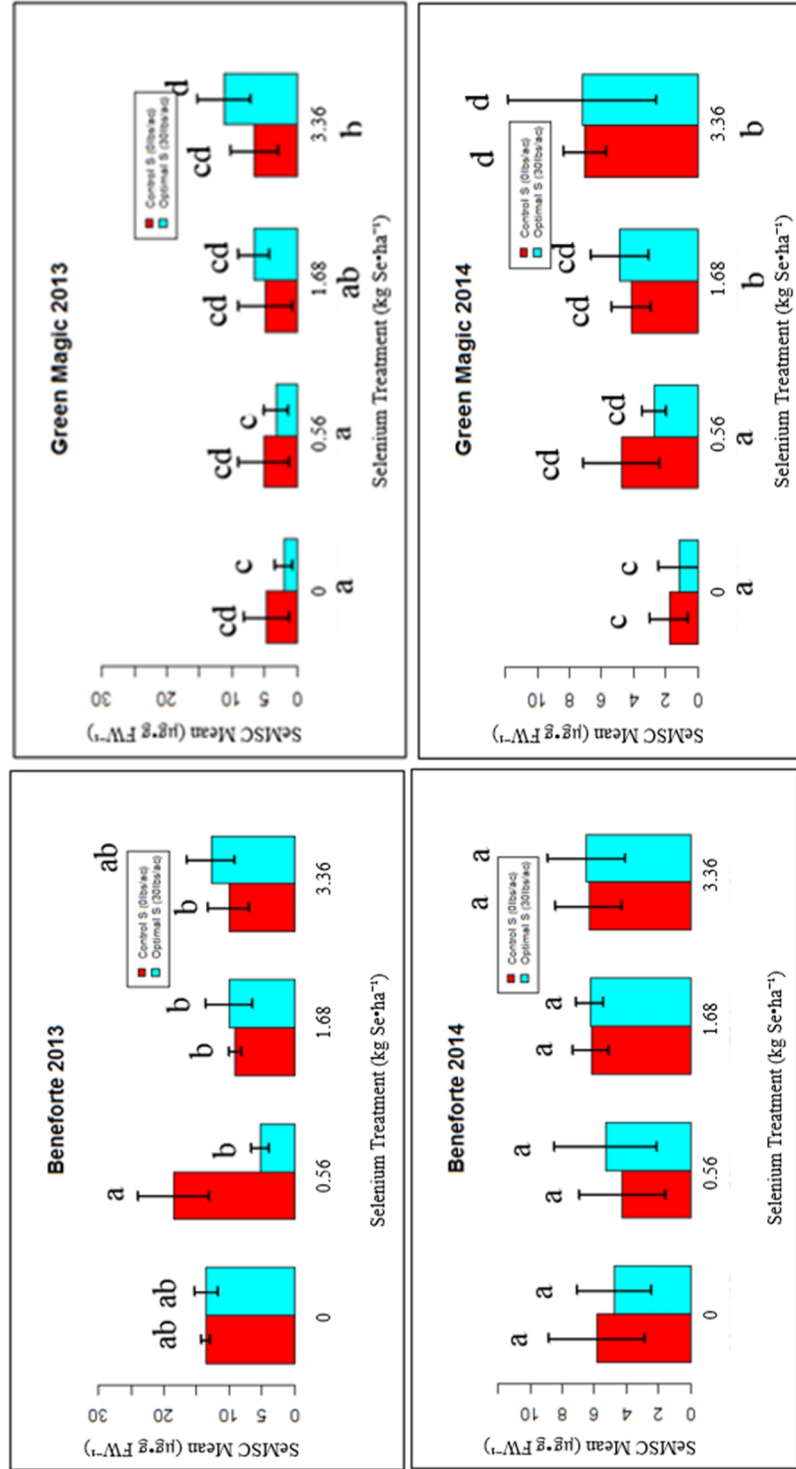 Beneforte 2013
Control S (0lbs/ac)
Optimal S (30lbs/ac)
SeMSC Mean (µg•g FW⁻¹)
30
20
10
5
0
ab ab a b b b b ab
0 0.56 1.68 3.36
Selenium Treatment (kg Se•ha⁻¹)
Green Magic 2013
Control S (0lbs/ac)
Optimal S (30lbs/ac)
SeMSC Mean (µg•g FW⁻¹)
30
20
10
5
0
cd c cd c cd cd cd d
0 0.56 1.68 3.36
a a ab b
Selenium Treatment (kg Se•ha⁻¹)
Beneforte 2014
Control S (0lbs/ac)
Optimal S (30lbs/ac)
SeMSC Mean (µg•g FW⁻¹)
10
8
6
4
2
0
a a a a a a a a
0 0.56 1.68 3.36
Selenium Treatment (kg Se•ha⁻¹)
Green Magic 2014
Control S (0lbs/ac)
Optimal S (30lbs/ac)
SeMSC Mean (µg•g FW⁻¹)
10
8
6
4
2
0
c c cd cd cd cd d d
0 0.56 1.68 3.36
a a b b
Selenium Treatment (kg Se•ha⁻¹)